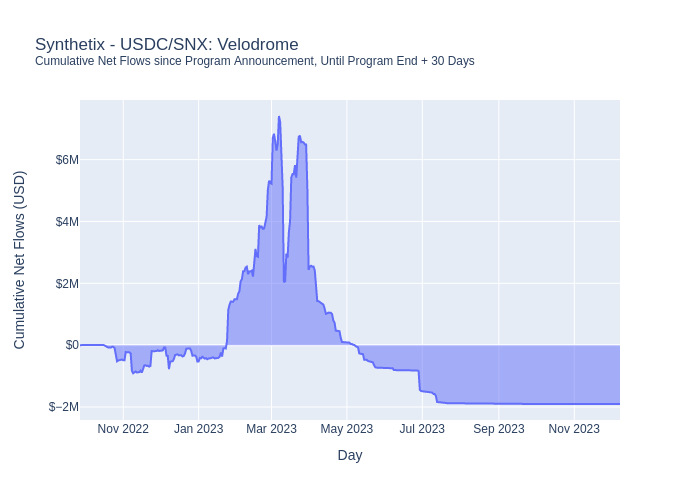 Synthetix - USDC/SNX: Velodrome
Cumulative Net Flows since Program Announcement, Until Program End + 30 Days
Cumulative Net Flows (USD)
$6M
$4M
$2M
$0
$−2M
Nov 2022
Jan 2023
Mar 2023
May 2023
Jul 2023
Sep 2023
Nov 2023
Day